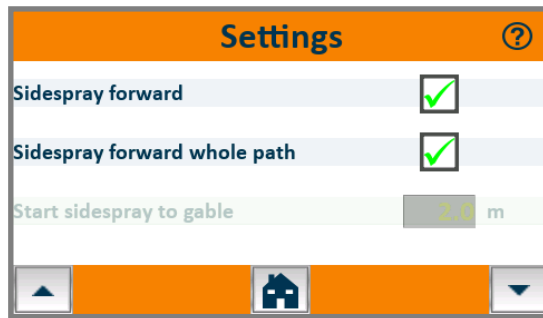 Settings
?
Sidespray forward
Sidespray forward whole path
Start sidespray to gable 2.0 m